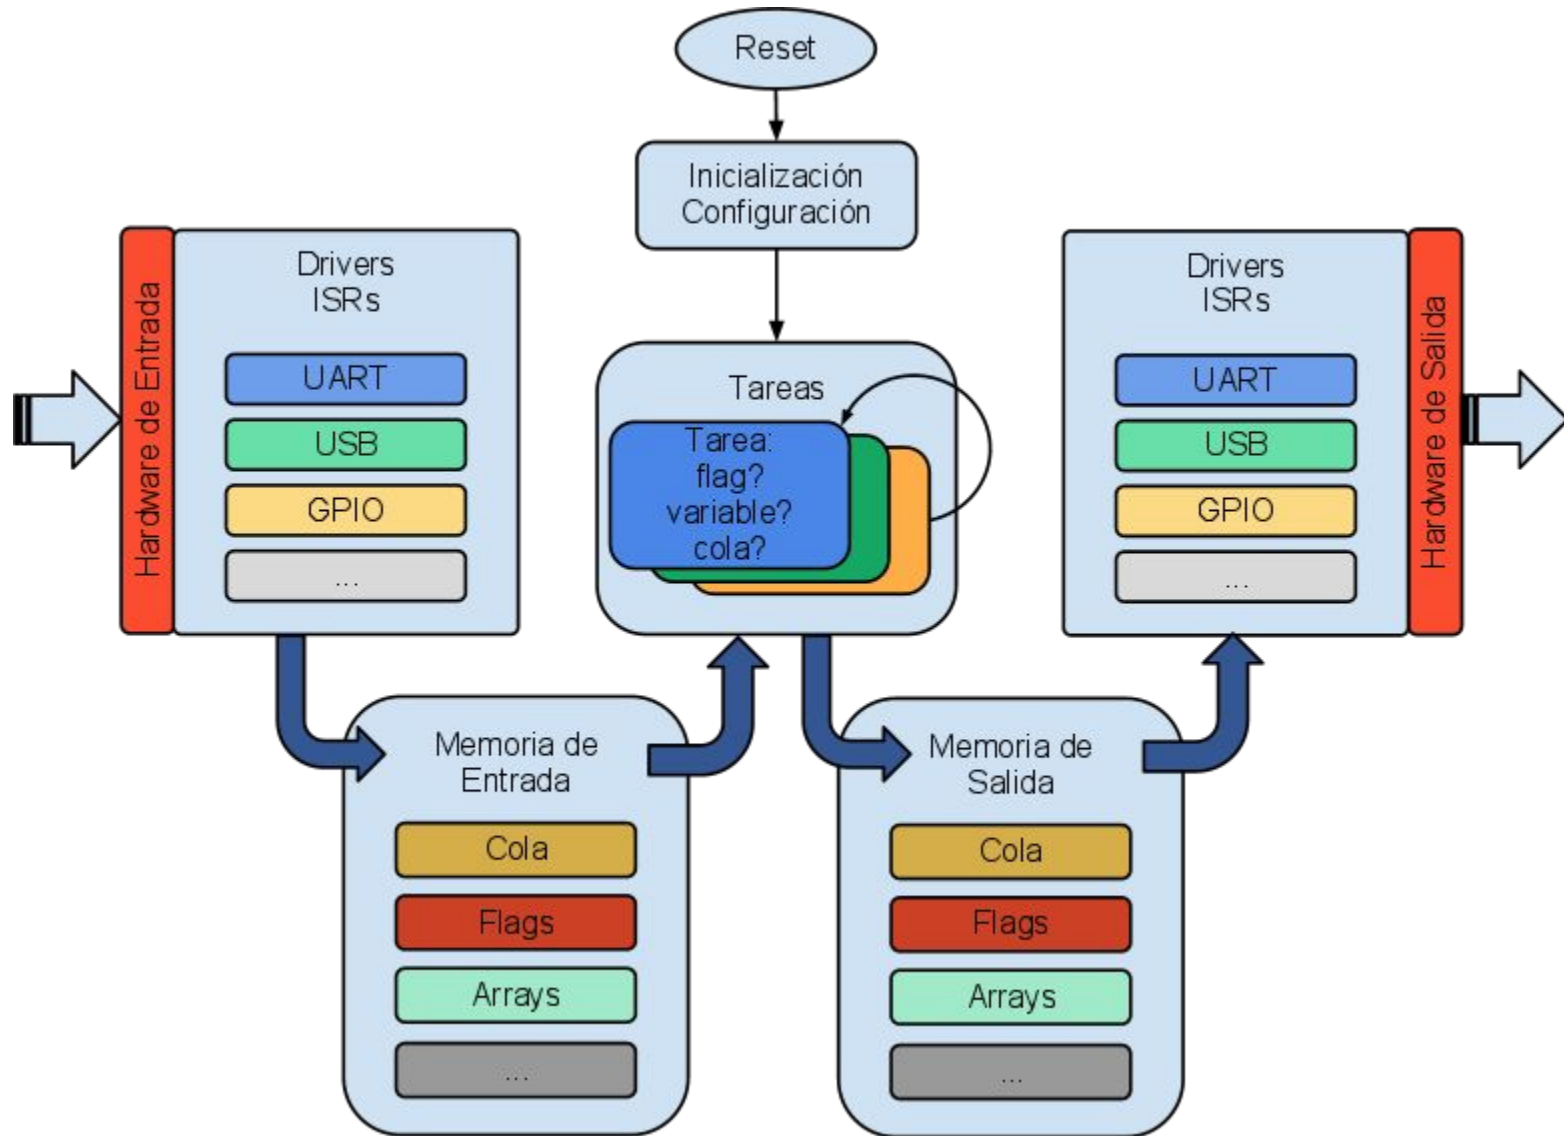 Reset
Inicialización
Configuración
Hardware de Entrada
Drivers
ISRs
UART
USB
GPIO
...
Tareas
Tarea:
flag?
variable?
cola?
Drivers
ISRs
UART
USB
GPIO
...
Hardware de Salida
Memoria de
Entrada
Cola
Flags
Arrays
...
Memoria de
Salida
Cola
Flags
Arrays
...